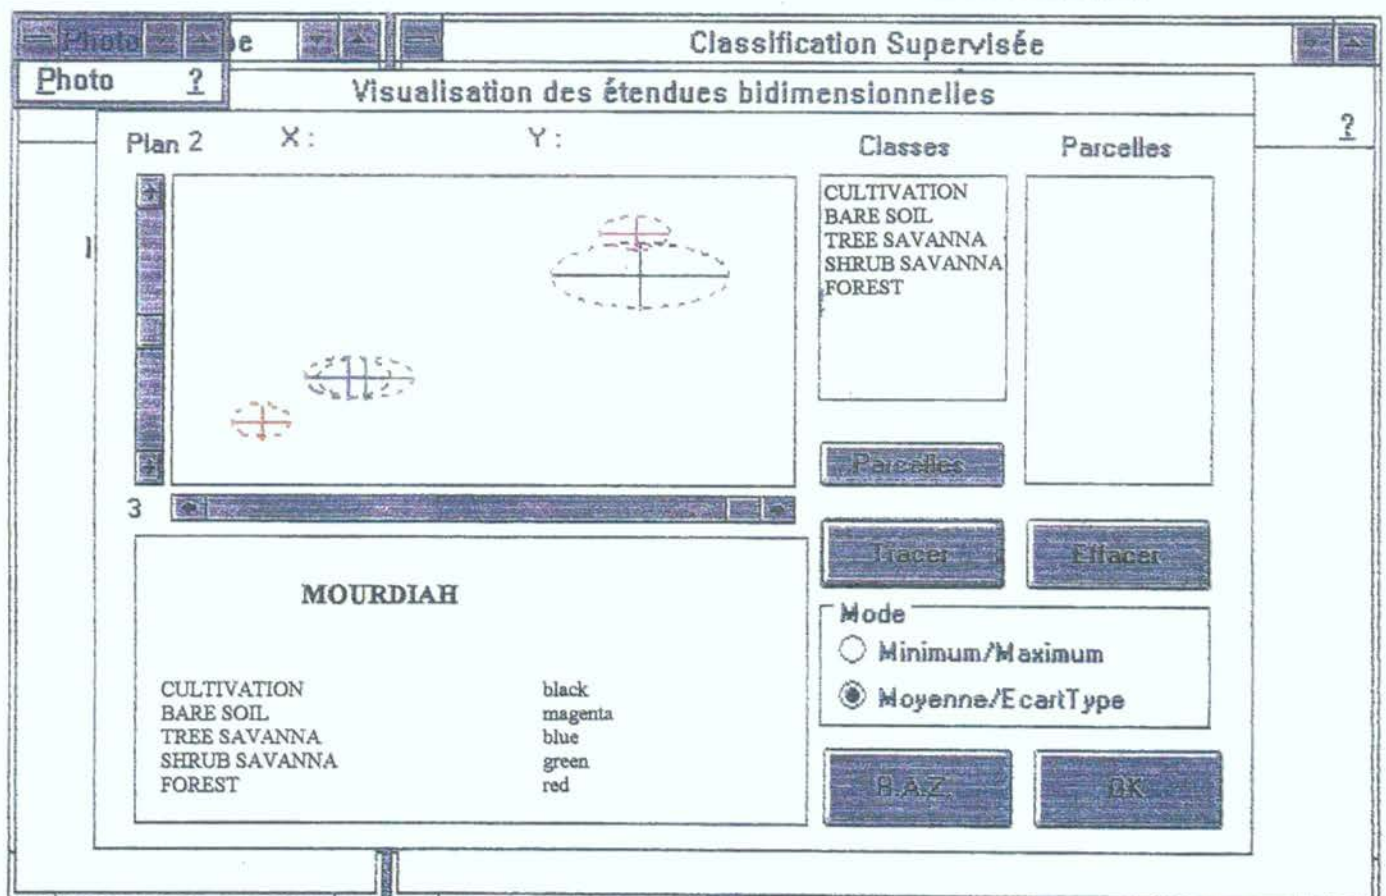 Photo pe
Classification Supervisée
Photo ?
Visualisation des étendues bidimensionnelles
?
Plan 2 X : Y :
Classes Parcelles
CULTIVATION
BARE SOIL
TREE SAVANNA
SHRUB SAVANNA
FOREST
Parcelles
3
Tracer Effacer
MOURDIAH
Mode
Minimum/Maximum
Moyenne/EcartType
CULTIVATION black
BARE SOIL magenta
TREE SAVANNA blue
SHRUB SAVANNA green
FOREST red
R.A.Z. OK